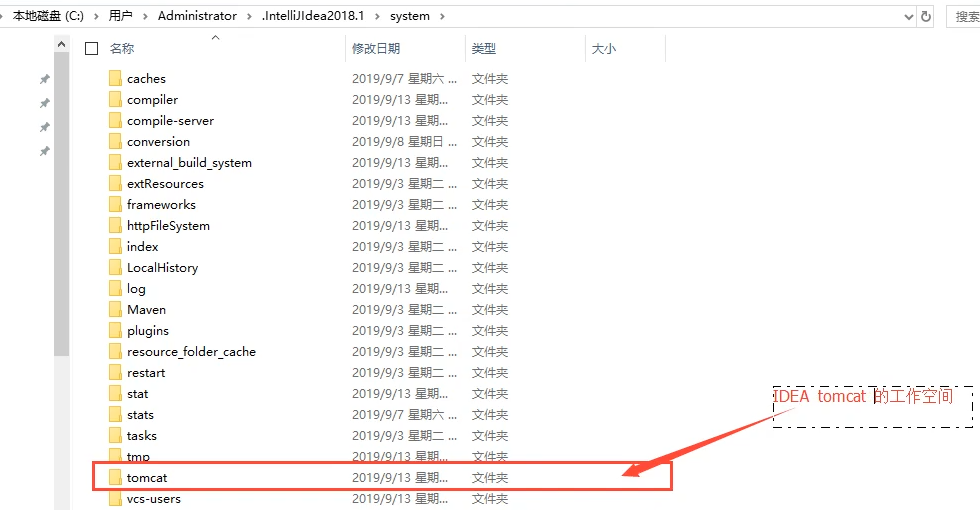 本地磁盘 (C:) › 用户 › Administrator › .IntelliJIdea2018.1 › system › 搜索
名称 修改日期 类型 大小
caches 2019/9/7 星期六 ... 文件夹
compiler 2019/9/13 星期... 文件夹
compile-server 2019/9/13 星期... 文件夹
conversion 2019/9/8 星期日 ... 文件夹
external_build_system 2019/9/13 星期... 文件夹
extResources 2019/9/3 星期二 ... 文件夹
frameworks 2019/9/3 星期二 ... 文件夹
httpFileSystem 2019/9/13 星期... 文件夹
index 2019/9/3 星期二 ... 文件夹
LocalHistory 2019/9/3 星期二 ... 文件夹
log 2019/9/13 星期... 文件夹
Maven 2019/9/3 星期二 ... 文件夹
plugins 2019/9/3 星期二 ... 文件夹
resource_folder_cache 2019/9/3 星期二 ... 文件夹
restart 2019/9/3 星期二 ... 文件夹
stat 2019/9/13 星期... 文件夹
stats 2019/9/7 星期六 ... 文件夹
IDEA tomcat 的工作空间
tasks 2019/9/3 星期二 ... 文件夹
tmp 2019/9/13 星期... 文件夹
tomcat 2019/9/13 星期... 文件夹
vcs-users 2019/9/13 星期... 文件夹